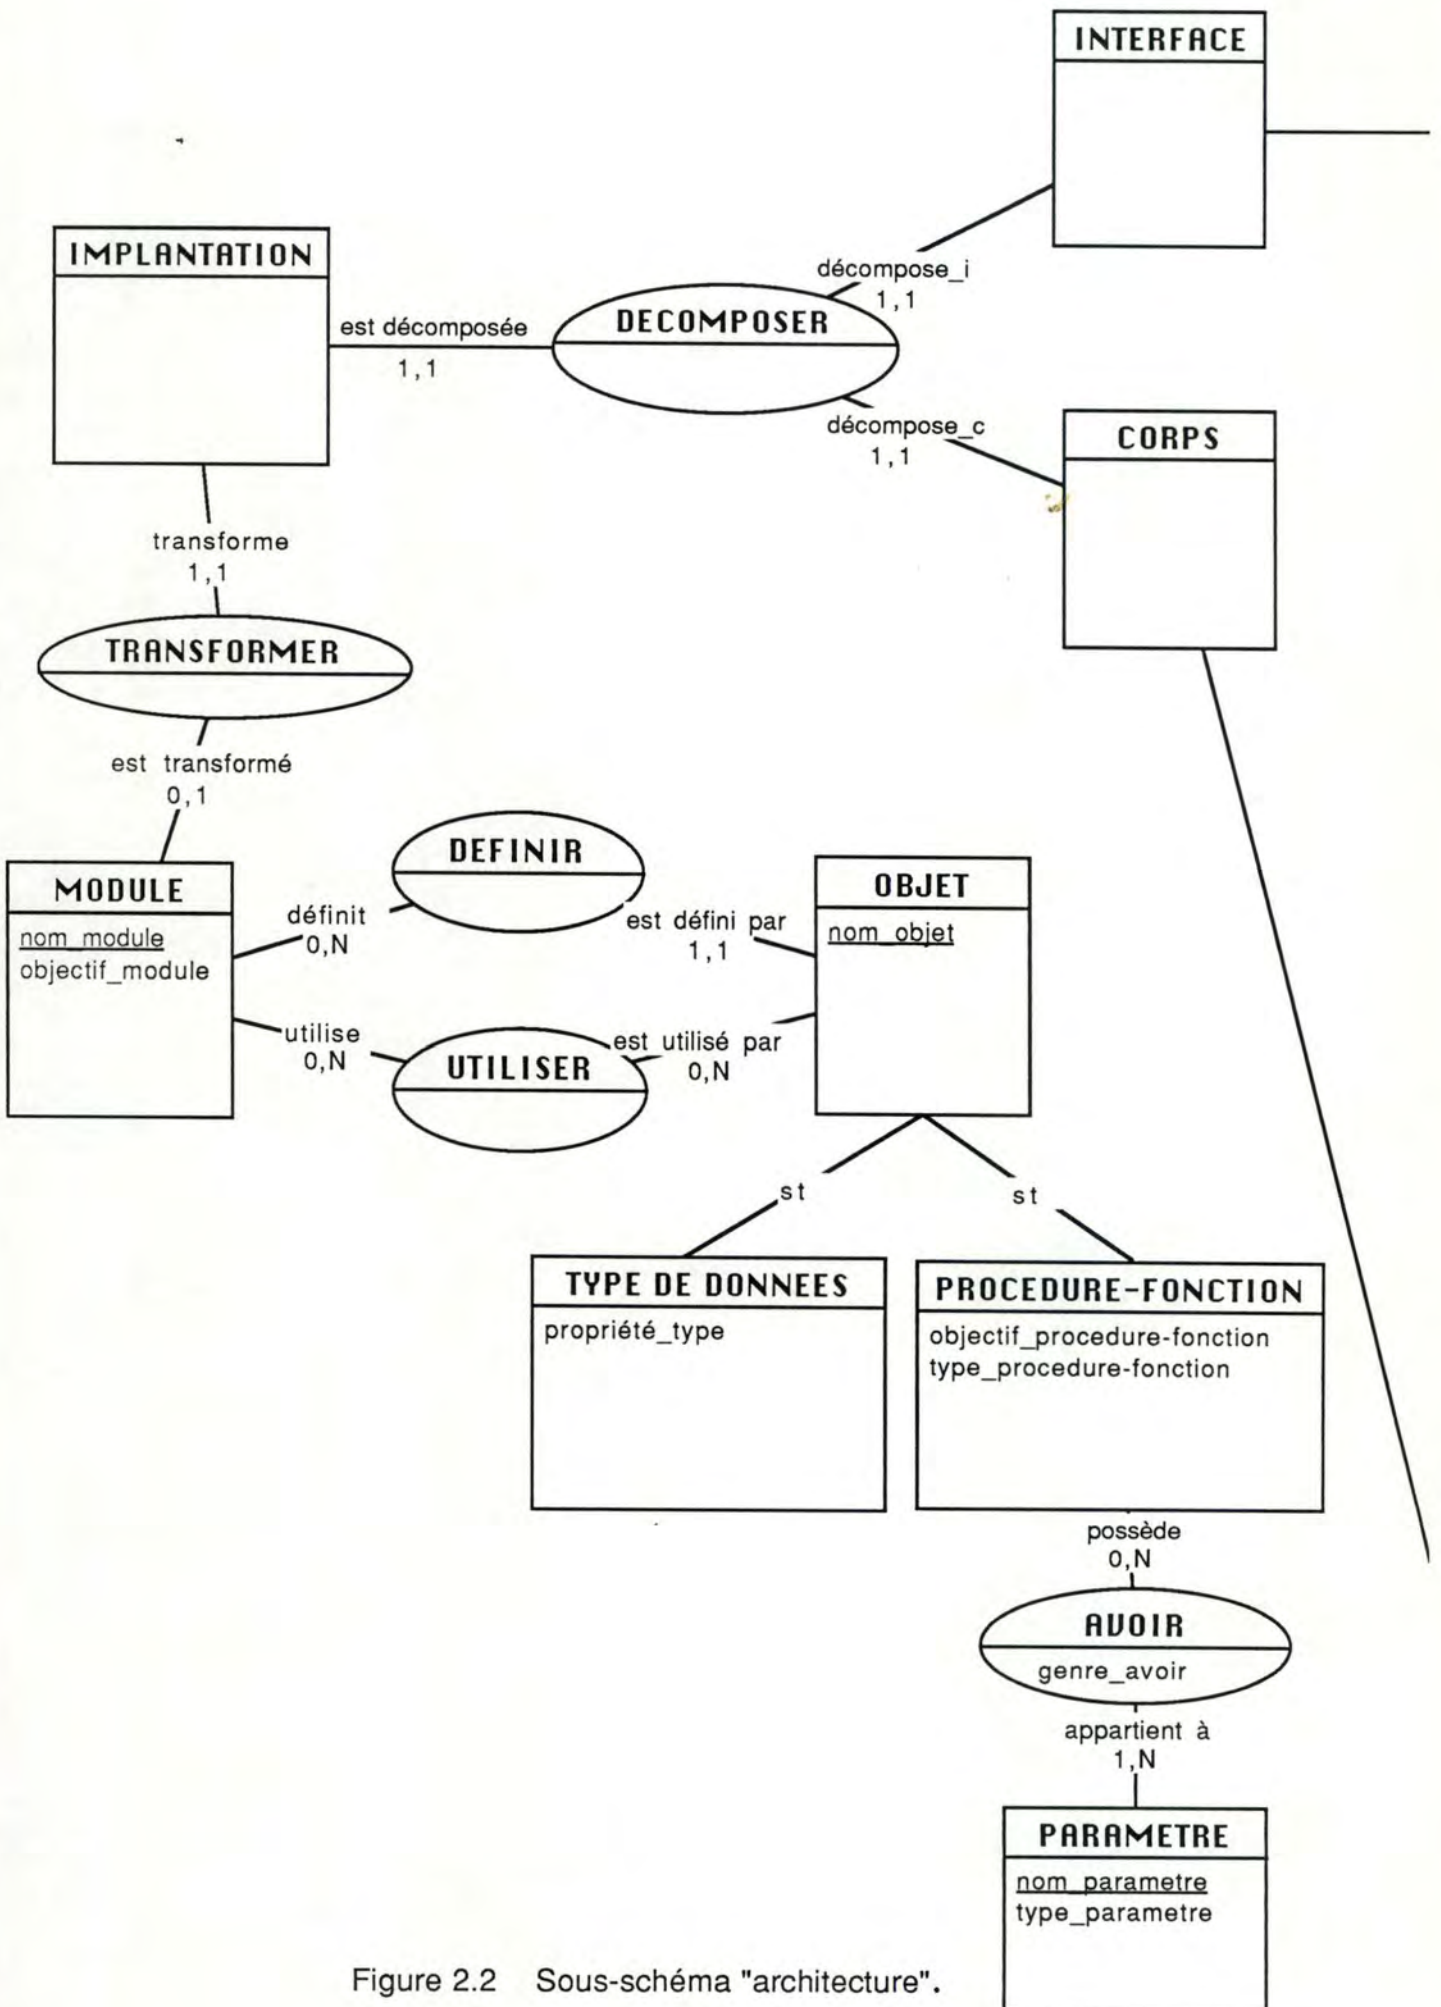 INTERFACE
IMPLANTATION
décompose_i
1,1
est décomposée
1,1
DECOMPOSER
décompose_c
1,1
CORPS
transforme
1,1
TRANSFORMER
est transformé
0,1
DEFINIR
MODULE
nom_module
objectif_module
définit
0,N
est défini par
1,1
OBJET
nom_objet
utilise
0,N
UTILISER
est utilisé par
0,N
st
st
TYPE DE DONNEES
propriété_type
PROCEDURE-FONCTION
objectif_procedure-fonction
type_procedure-fonction
possède
0,N
AVOIR
genre_avoir
appartient à
1,N
PARAMETRE
nom_parametre
type_parametre
Figure 2.2 Sous-schéma "architecture".